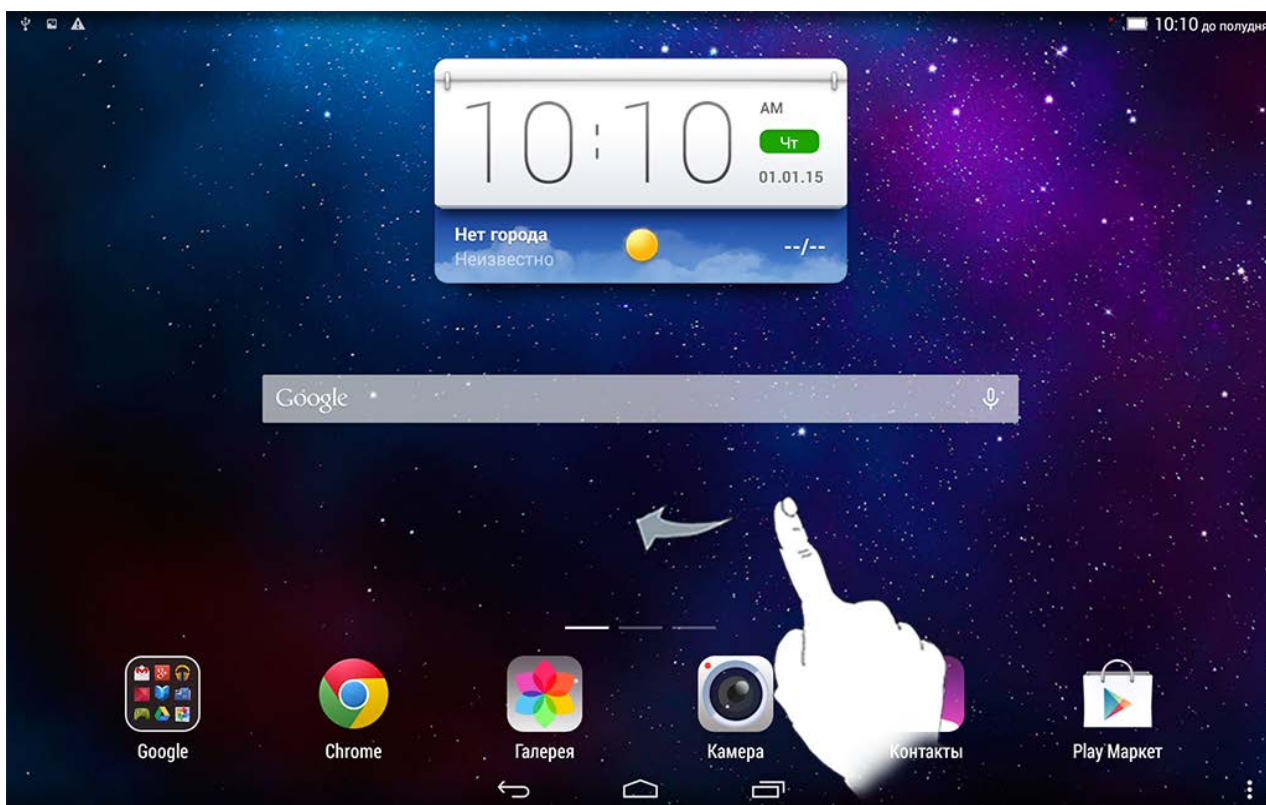 10:10 до полудня
10:10
AM
Чт
01.01.15
Нет города
Неизвестно
--/--
Google
Google
Chrome
Галерея
Камера
Контакты
Play Маркет